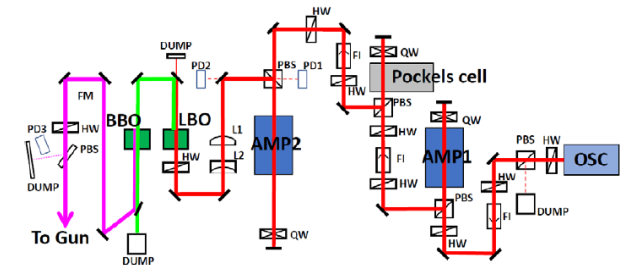 HW
DUMP
PD2
PBS
PD1
FI
HW
QW
Pockels cell
FM
BBO
LBO
HW
PD3
PBS
DUMP
HW
L1
L2
AMP2
PBS
HW
FI
HW
QW
AMP1
PBS
HW
OSC
HW
FI
DUMP
PBS
HW
QW
To Gun
DUMP